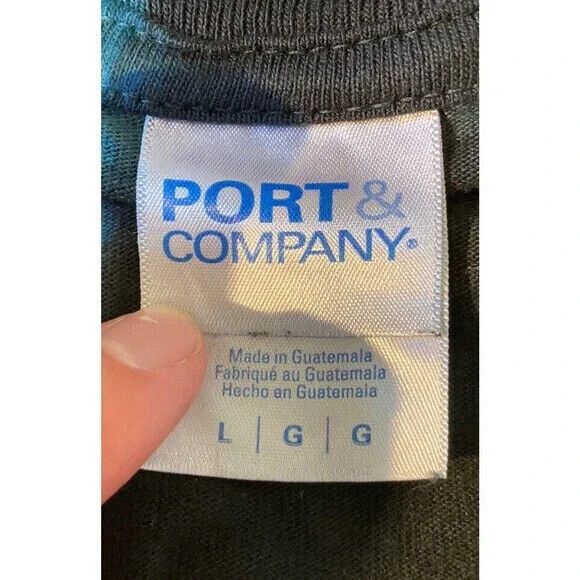 PORT &
COMPANY®
Made in Guatemala
Fabriqué au Guatemala
Hecho en Guatemala
L | G | G